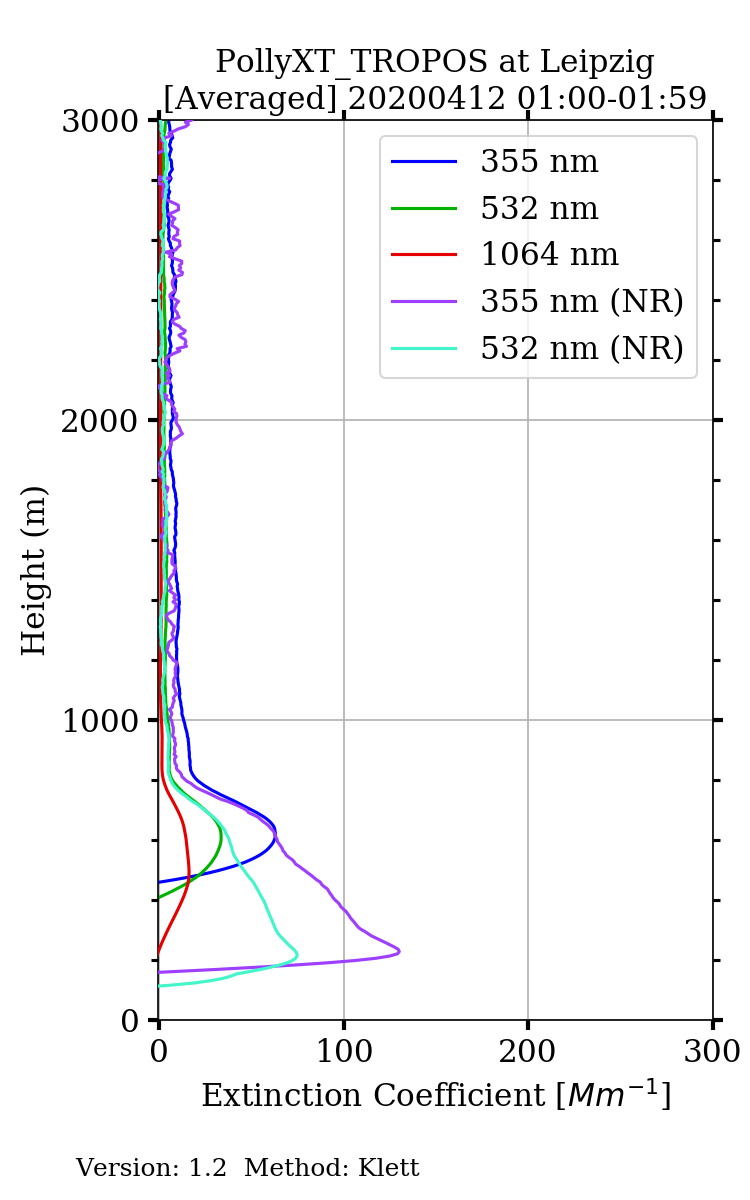 PollyXT_TROPOS at Leipzig
[Averaged] 20200412 01:00-01:59
3000
2000
1000
0
Height (m)
355 nm
532 nm
1064 nm
355 nm (NR)
532 nm (NR)
0 100 200 300
Extinction Coefficient [$Mm^{-1}$]
Version: 1.2 Method: Klett